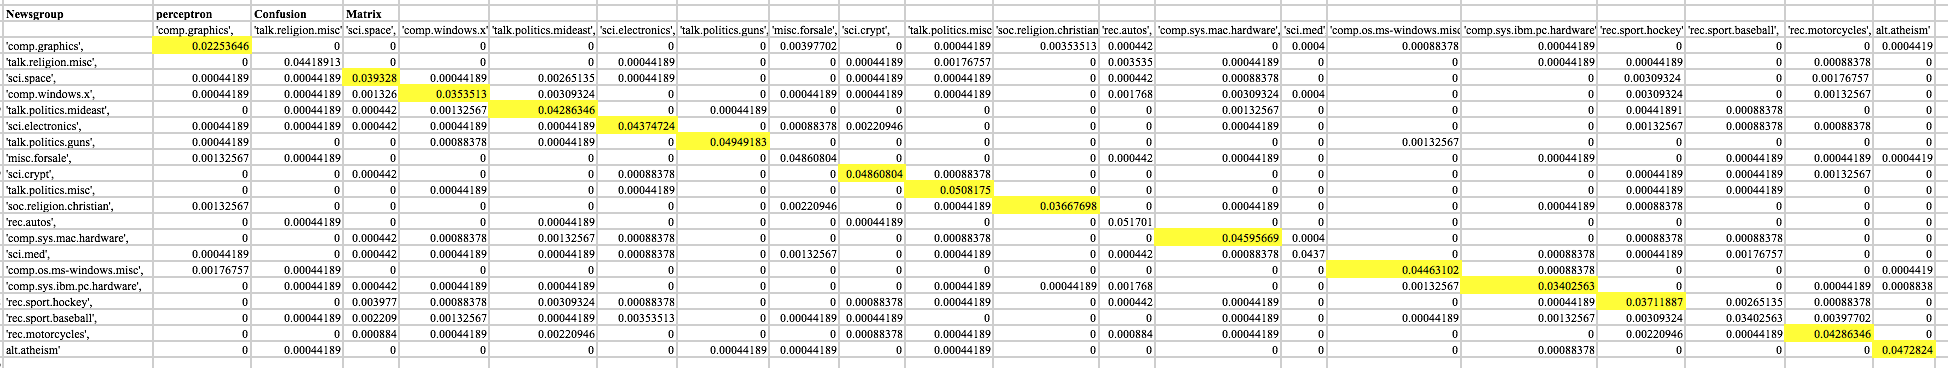 Newsgroup perceptron Confusion Matrix
'comp.graphics', 'talk.religion.misc' 'sci.space', 'comp.windows.x' 'talk.politics.mideast', 'sci.electronics', 'talk.politics.guns', 'misc.forsale', 'sci.crypt', 'talk.politics.misc 'soc.religion.christian 'rec.autos', 'comp.sys.mac.hardware', 'sci.med' 'comp.os.ms-windows.misc 'comp.sys.ibm.pc.hardware' 'rec.sport.hockey' 'rec.sport.baseball', 'rec.motorcycles', alt.atheism'
'comp.graphics', 0.02253646 0 0 0 0 0 0 0.00397702 0 0.00044189 0.00353513 0.000442 0 0.0004 0.00088378 0.00044189 0 0 0 0.0004419
'talk.religion.misc', 0 0.04418913 0 0 0 0.00044189 0 0 0.00044189 0.00176757 0 0.003535 0.00044189 0 0 0.00044189 0.00044189 0 0.00088378 0
'sci.space', 0.00044189 0.00044189 0.039328 0.00044189 0.00265135 0.00044189 0 0 0.00044189 0.00044189 0 0.000442 0.00088378 0 0 0 0.00309324 0 0.00176757 0
'comp.windows.x', 0.00044189 0.00044189 0.001326 0.0353513 0.00309324 0 0 0.00044189 0.00044189 0.00044189 0 0.001768 0.00309324 0.0004 0 0 0.00309324 0 0.00132567 0
'talk.politics.mideast', 0 0.00044189 0.000442 0.00132567 0.04286346 0 0.00044189 0 0 0 0 0 0.00132567 0 0 0 0.00441891 0.00088378 0 0
'sci.electronics', 0.00044189 0.00044189 0.000442 0.00044189 0.00044189 0.04374724 0 0.00088378 0.00220946 0 0 0 0.00044189 0 0 0 0.00132567 0.00088378 0.00088378 0
'talk.politics.guns', 0.00044189 0 0 0.00088378 0.00044189 0 0.04949183 0 0 0 0 0 0 0 0.00132567 0 0 0 0 0
'misc.forsale', 0.00132567 0.00044189 0 0 0 0 0 0.04860804 0 0 0 0.000442 0.00044189 0 0 0.00044189 0 0.00044189 0.00044189 0.0004419
'sci.crypt', 0 0 0.000442 0 0 0.00088378 0 0 0.04860804 0.00088378 0 0 0 0 0 0 0.00044189 0.00044189 0.00132567 0
'talk.politics.misc', 0 0 0 0.00044189 0 0.00044189 0 0 0 0.0508175 0 0 0 0 0 0 0.00044189 0.00044189 0 0
'soc.religion.christian', 0.00132567 0 0 0 0 0 0 0.00220946 0 0.00044189 0.03667698 0 0.00044189 0 0 0.00044189 0.00088378 0 0 0
'rec.autos', 0 0.00044189 0 0 0.00044189 0 0 0 0.00044189 0 0 0.051701 0 0 0 0 0 0 0 0
'comp.sys.mac.hardware', 0 0 0.000442 0.00088378 0.00132567 0.00088378 0 0 0 0.00088378 0 0 0.04595669 0.0004 0 0 0.00088378 0.00088378 0 0
'sci.med', 0.00044189 0 0.000442 0.00044189 0.00044189 0.00088378 0 0.00132567 0 0.00044189 0 0.000442 0.00088378 0.0437 0 0.00088378 0.00044189 0.00176757 0 0
'comp.os.ms-windows.misc', 0.00176757 0.00044189 0 0 0 0 0 0 0 0 0 0 0 0 0.04463102 0.00088378 0 0 0 0.0004419
'comp.sys.ibm.pc.hardware', 0 0.00044189 0.000442 0.00044189 0.00044189 0 0 0 0 0.00044189 0.00044189 0.001768 0 0 0.00132567 0.03402563 0 0 0.00044189 0.0008838
'rec.sport.hockey', 0 0 0.003977 0.00088378 0.00309324 0.00088378 0 0 0.00088378 0.00044189 0 0.000442 0.00044189 0 0 0.00044189 0.03711887 0.00265135 0.00088378 0
'rec.sport.baseball', 0 0.00044189 0.002209 0.00132567 0.00044189 0.00353513 0 0.00044189 0.00044189 0 0 0 0.00044189 0 0.00044189 0.00132567 0.00309324 0.03402563 0.00397702 0
'rec.motorcycles', 0 0 0.000884 0.00044189 0.00220946 0 0 0 0.00088378 0.00044189 0 0.000884 0.00044189 0 0 0 0.00220946 0.00044189 0.04286346 0
alt.atheism' 0 0.00044189 0 0 0 0 0.00044189 0.00044189 0 0.00044189 0 0 0 0 0 0.00088378 0 0 0 0.0472824